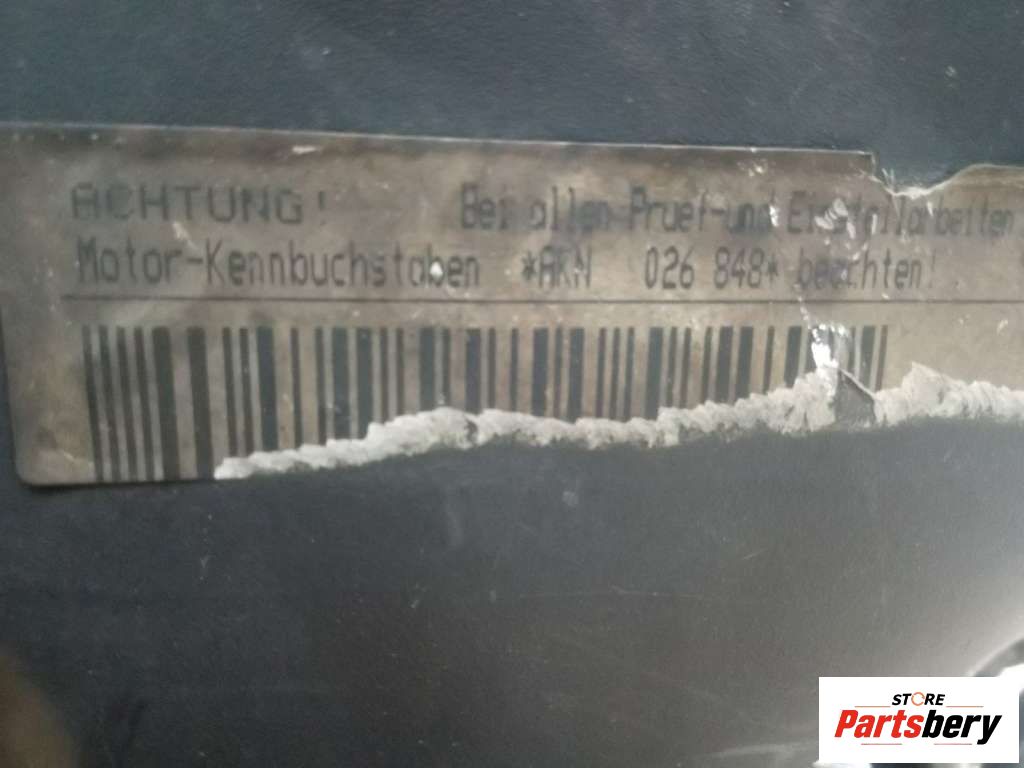 ACHTUNG! Bei allen Pruef-und Einstellarbeiten
Motor-Kennbuchstaben *AKN 026 848* beachten!
STORE
Partsbery